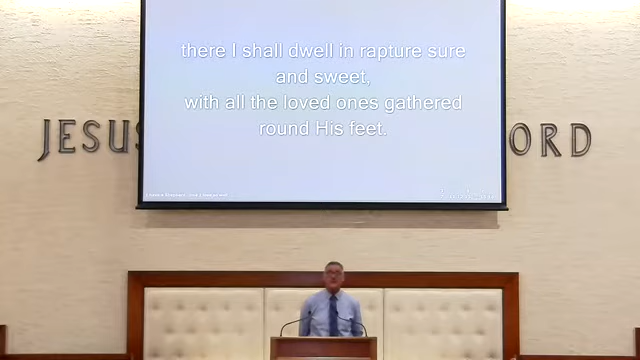 there I shall dwell in rapture sure
and sweet,
with all the loved ones gathered
round His feet.
JESUS
ORD